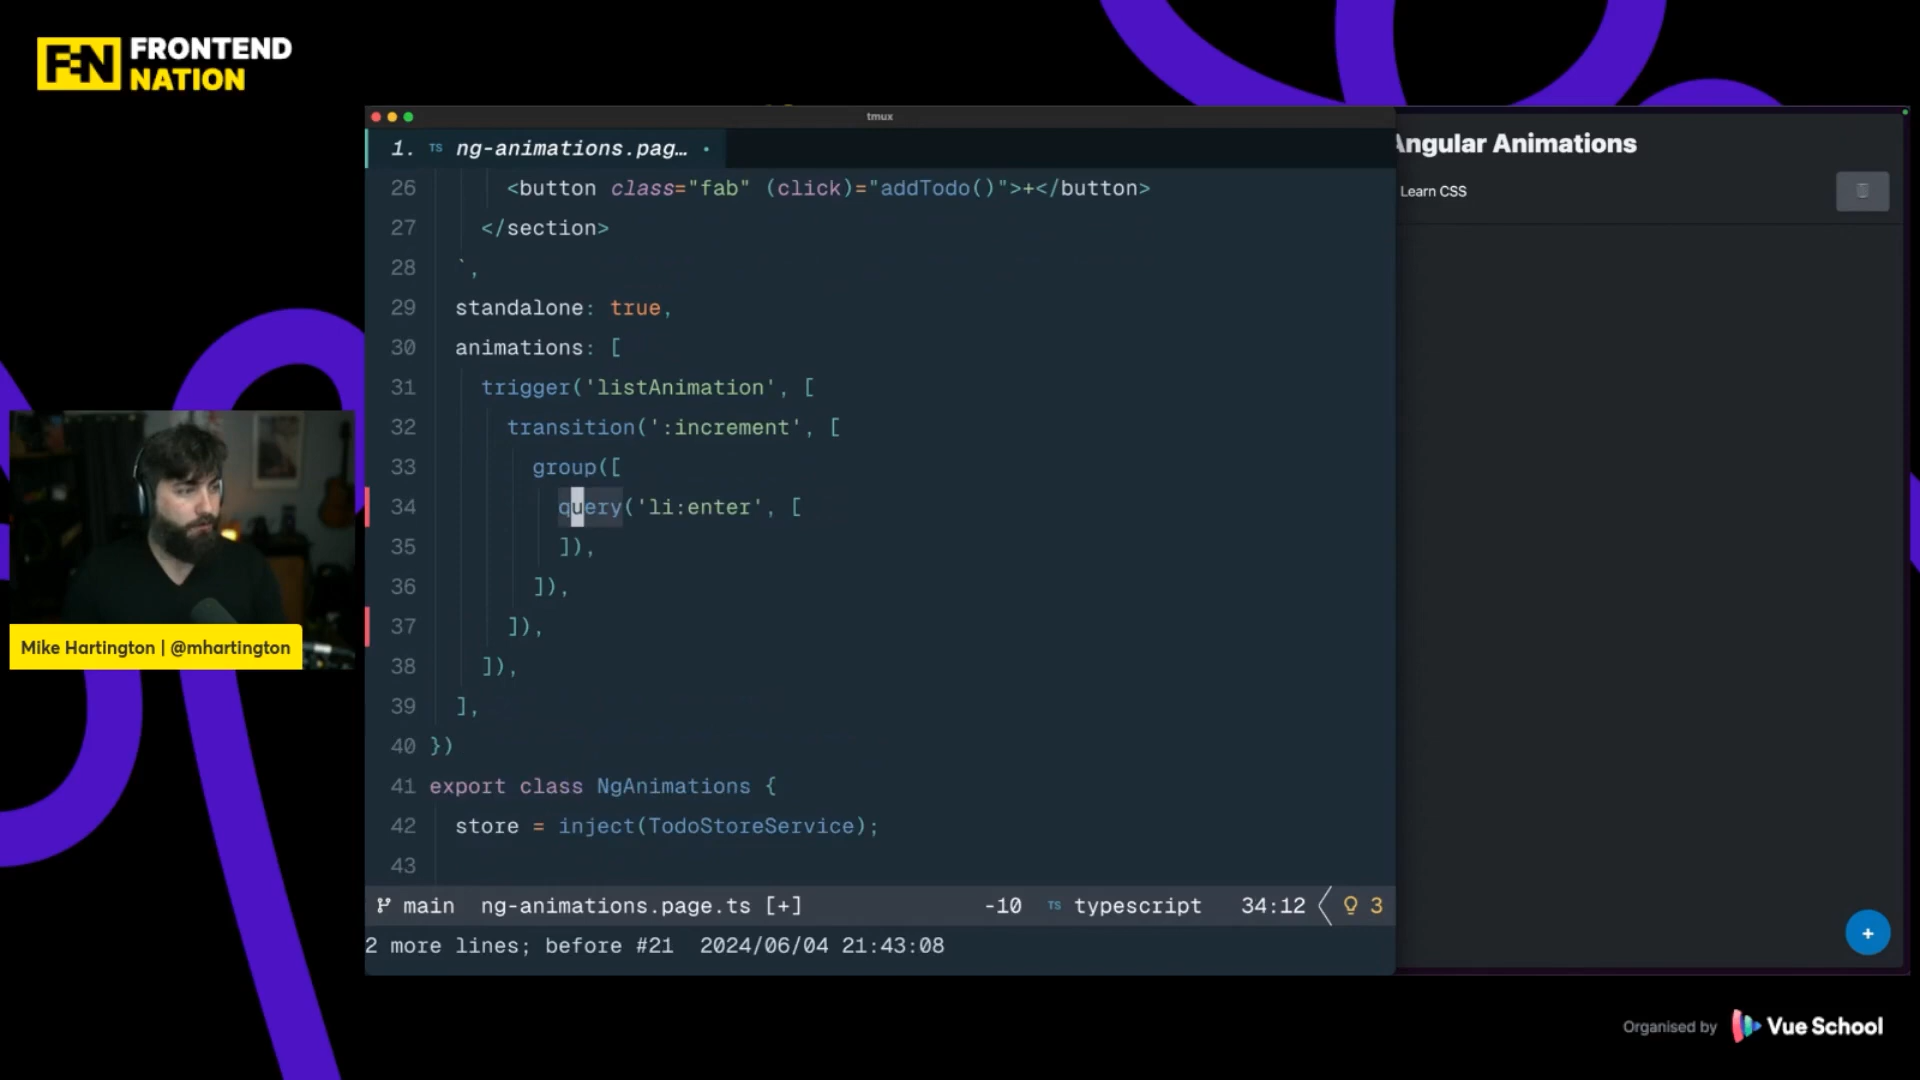 FEN FRONTEND
NATION
tmux
1. TS ng-animations.pag… •
26 <button class="fab" (click)="addTodo()">+</button>
27 </section>
28 `,
29 standalone: true,
30 animations: [
31 trigger('listAnimation', [
32 transition(':increment', [
33 group([
34 query('li:enter', [
35 ]),
36 ]),
37 ]),
38 ]),
39 ],
40 })
41 export class NgAnimations {
42 store = inject(TodoStoreService);
43
main ng-animations.page.ts [+] -10 TS typescript 34:12 3
2 more lines; before #21 2024/06/04 21:43:08
Angular Animations
Learn CSS
+
Mike Hartington | @mhartington
Organised by Vue School